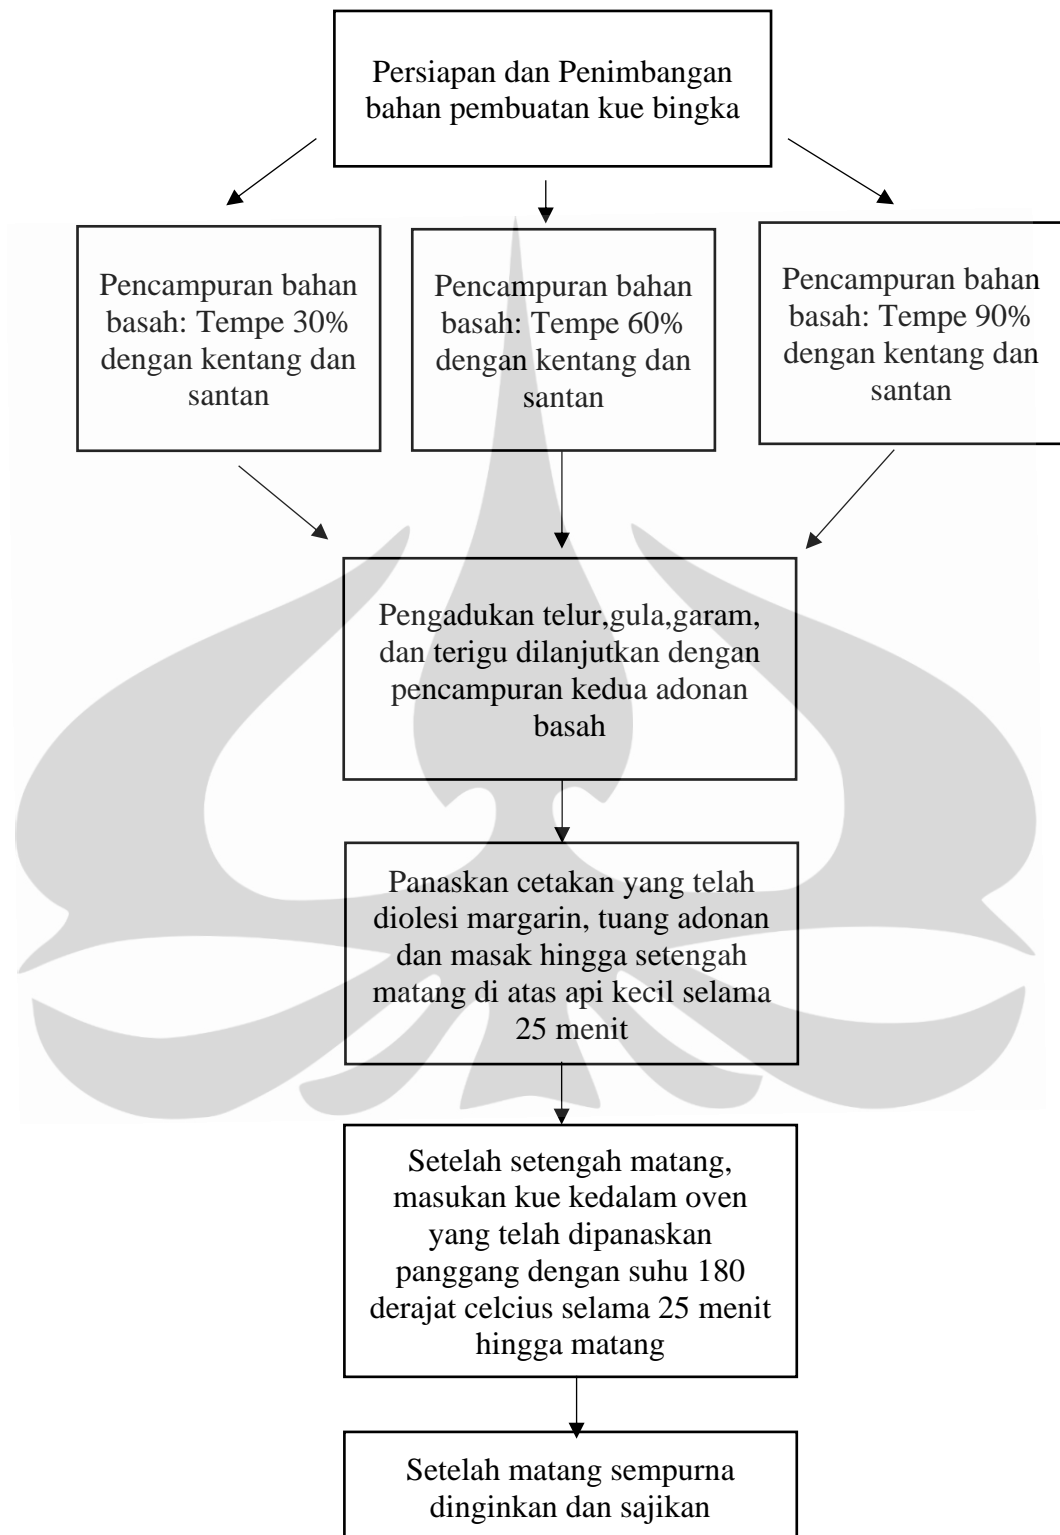 Persiapan dan Penimbangan
bahan pembuatan kue bingka
Pencampuran bahan
basah: Tempe 30%
dengan kentang dan
santan
Pencampuran bahan
basah: Tempe 60%
dengan kentang dan
santan
Pencampuran bahan
basah: Tempe 90%
dengan kentang dan
santan
Pengadukan telur,gula,garam,
dan terigu dilanjutkan dengan
pencampuran kedua adonan
basah
Panaskan cetakan yang telah
diolesi margarin, tuang adonan
dan masak hingga setengah
matang di atas api kecil selama
25 menit
Setelah setengah matang,
masukan kue kedalam oven
yang telah dipanaskan
panggang dengan suhu 180
derajat celcius selama 25 menit
hingga matang
Setelah matang sempurna
dinginkan dan sajikan